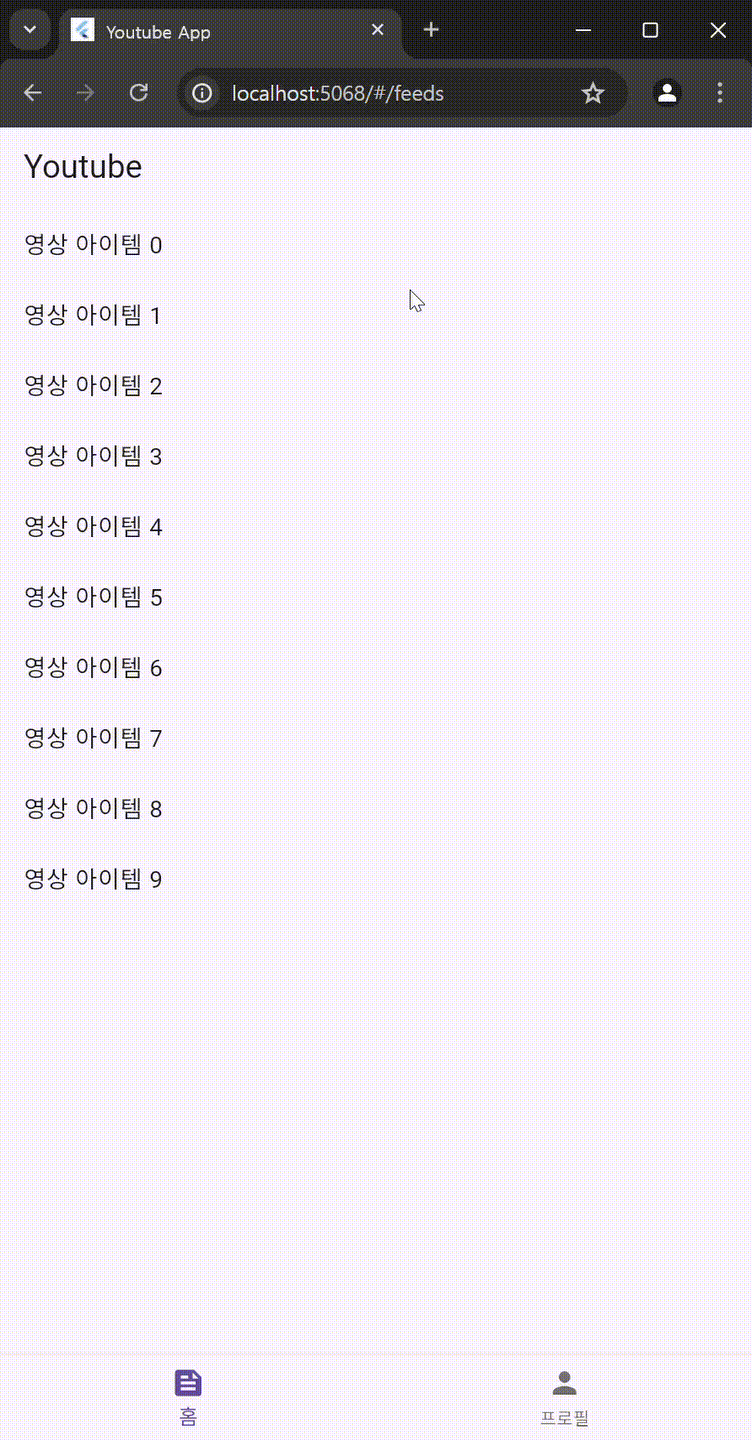 Youtube App
localhost:5068/#/feeds
Youtube
영상 아이템 0
영상 아이템 1
영상 아이템 2
영상 아이템 3
영상 아이템 4
영상 아이템 5
영상 아이템 6
영상 아이템 7
영상 아이템 8
영상 아이템 9
홈
프로필